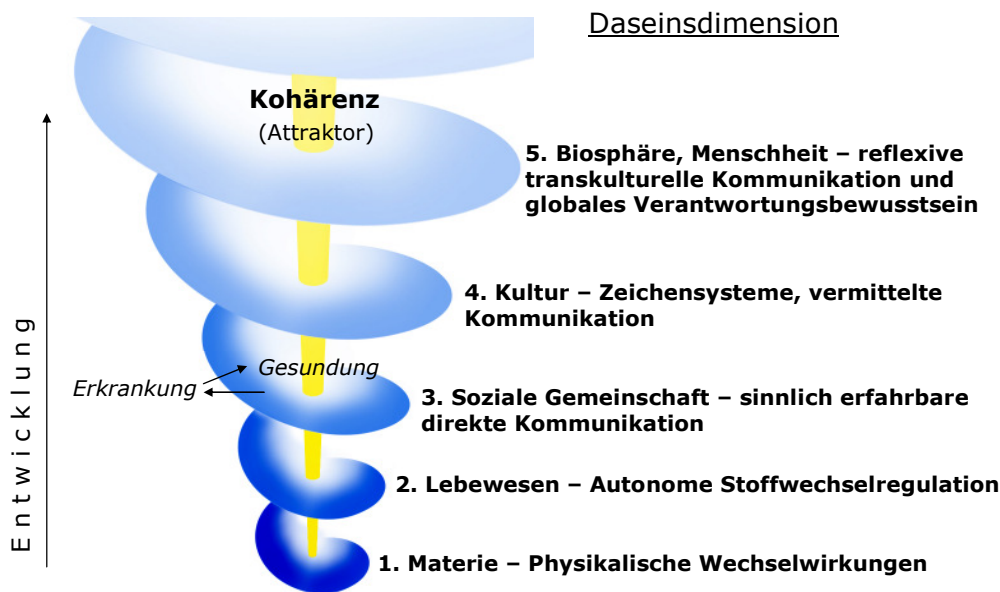 Daseinsdimension
Kohärenz
(Attraktor)
5. Biosphäre, Menschheit – reflexive
transkulturelle Kommunikation und
globales Verantwortungsbewusstsein
4. Kultur – Zeichensysteme, vermittelte
Kommunikation
Gesundung
Erkrankung
3. Soziale Gemeinschaft – sinnlich erfahrbare
direkte Kommunikation
2. Lebewesen – Autonome Stoffwechselregulation
1. Materie – Physikalische Wechselwirkungen
Entwicklung